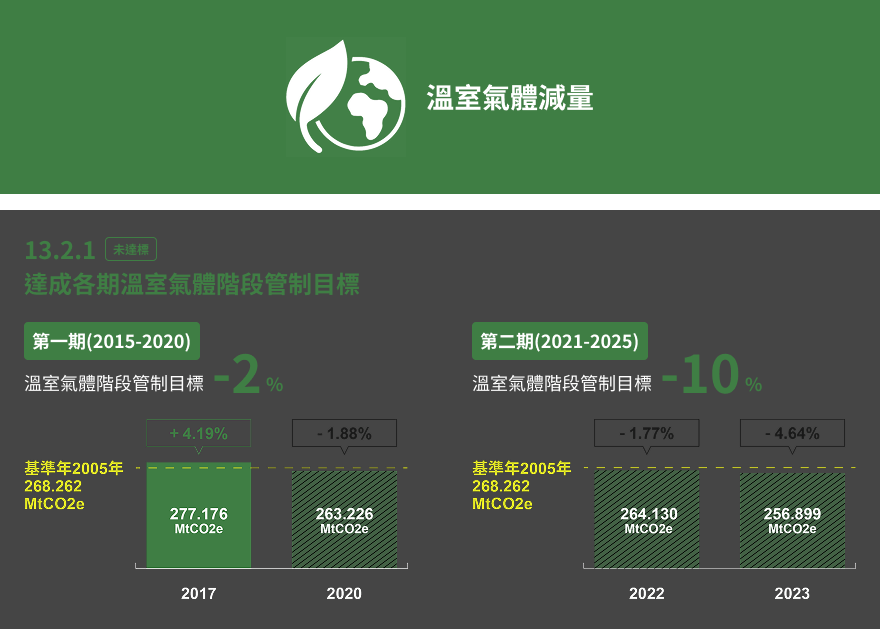 溫室氣體減量
13.2.1 未達標
達成各期溫室氣體階段管制目標
第一期(2015-2020)
溫室氣體階段管制目標 -2 %
+ 4.19%
- 1.88%
基準年2005年
268.262
MtCO2e
277.176
MtCO2e
263.226
MtCO2e
2017
2020
第二期(2021-2025)
溫室氣體階段管制目標 -10 %
- 1.77%
- 4.64%
基準年2005年
268.262
MtCO2e
264.130
MtCO2e
256.899
MtCO2e
2022
2023